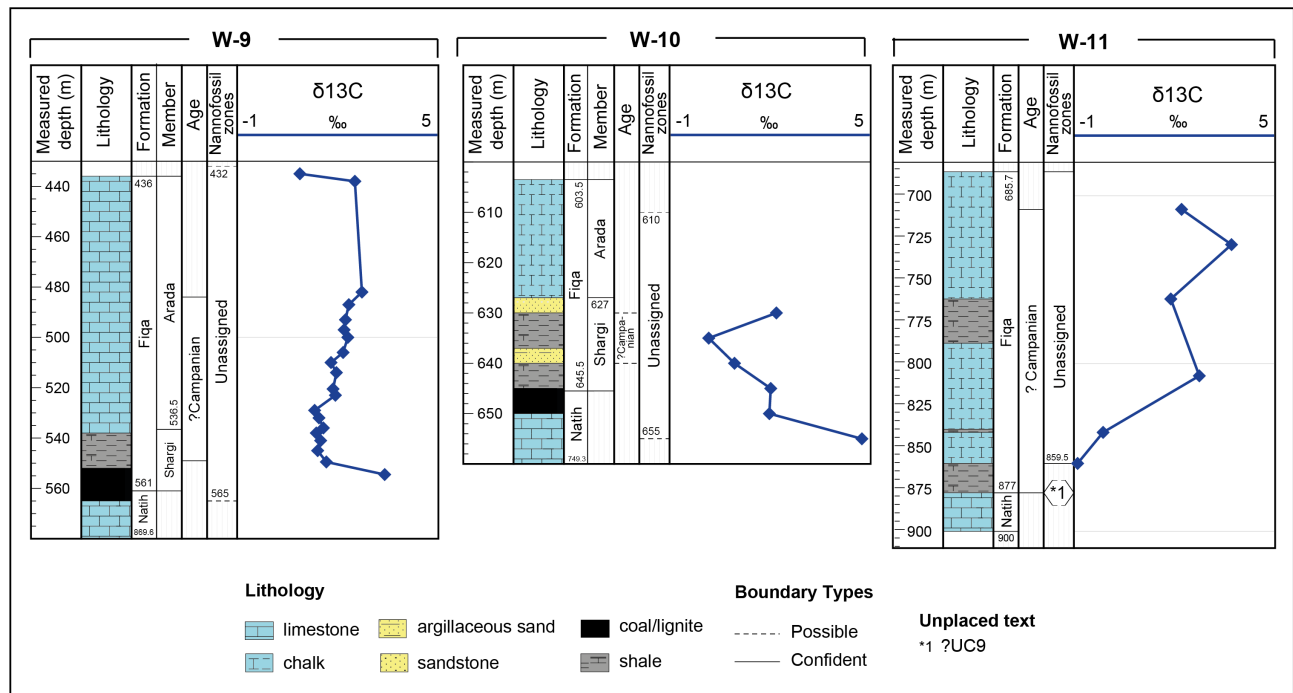 W-9
Measured depth (m)
Lithology
Formation
Member
Age
Nannofossil zones
δ13C
-1 ‰ 5
440
460
480
500
520
540
560
436
Fiqa
561
Natih
869.6
Arada
536.5
Shargi
?Campanian
432
Unassigned
565
W-10
Measured depth (m)
Lithology
Formation
Member
Age
Nannofossil zones
δ13C
-1 ‰ 5
610
620
630
640
650
603.5
Fiqa
645.5
Natih
749.3
Arada
627
Shargi
?Campa-
nian
610
Unassigned
655
W-11
Measured depth (m)
Lithology
Formation
Age
Nannofossil zones
δ13C
-1 ‰ 5
700
725
750
775
800
825
850
875
900
685.7
Fiqa
877
Natih
900
? Campanian
Unassigned
859.5
*1
Lithology
limestone
argillaceous sand
coal/lignite
chalk
sandstone
shale
Boundary Types
Possible
Confident
Unplaced text
*1 ?UC9